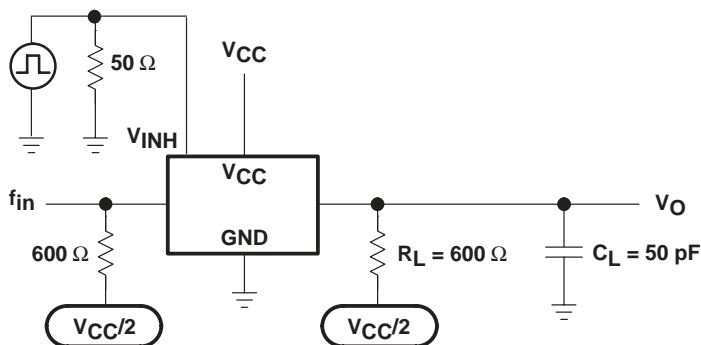 50 Ω
VCC
VINH
VCC
fin
VO
GND
600 Ω
RL = 600 Ω
CL = 50 pF
VCC/2
VCC/2